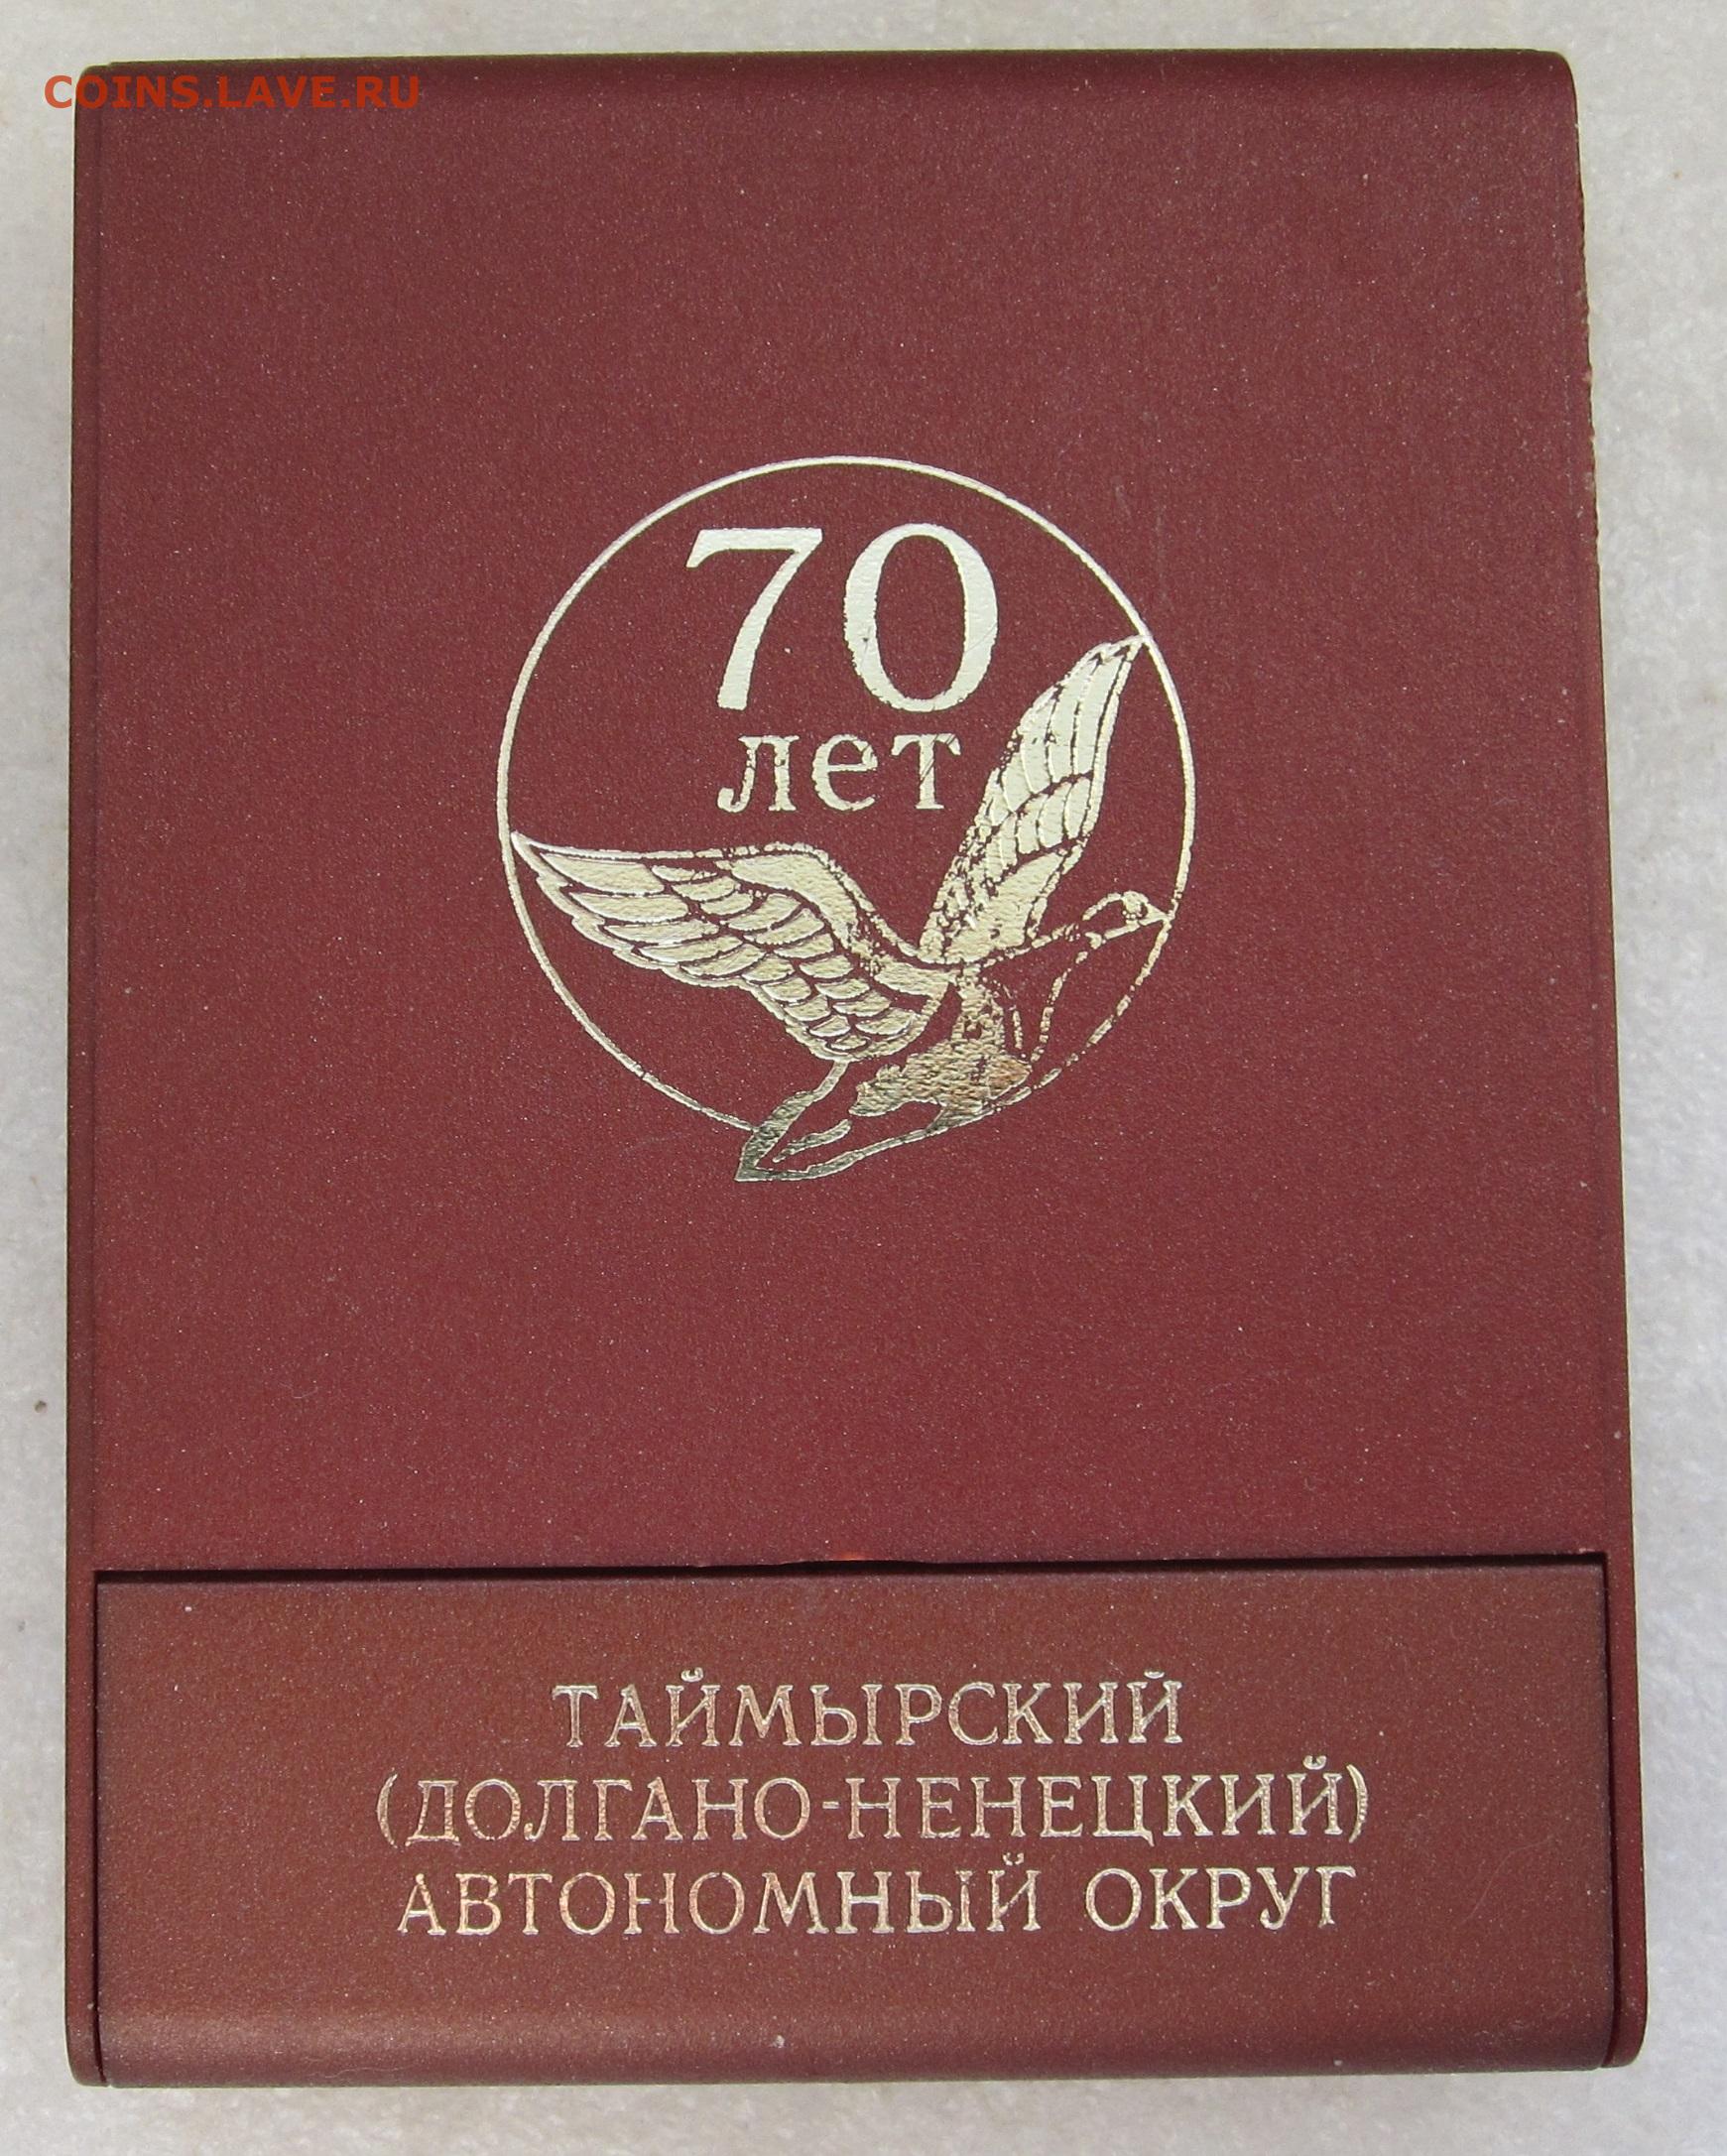 COINS.LAVE.RU
70
лет
ТАЙМЫРСКИЙ
(ДОЛГАНО-НЕНЕЦКИЙ)
АВТОНОМНЫЙ ОКРУГ